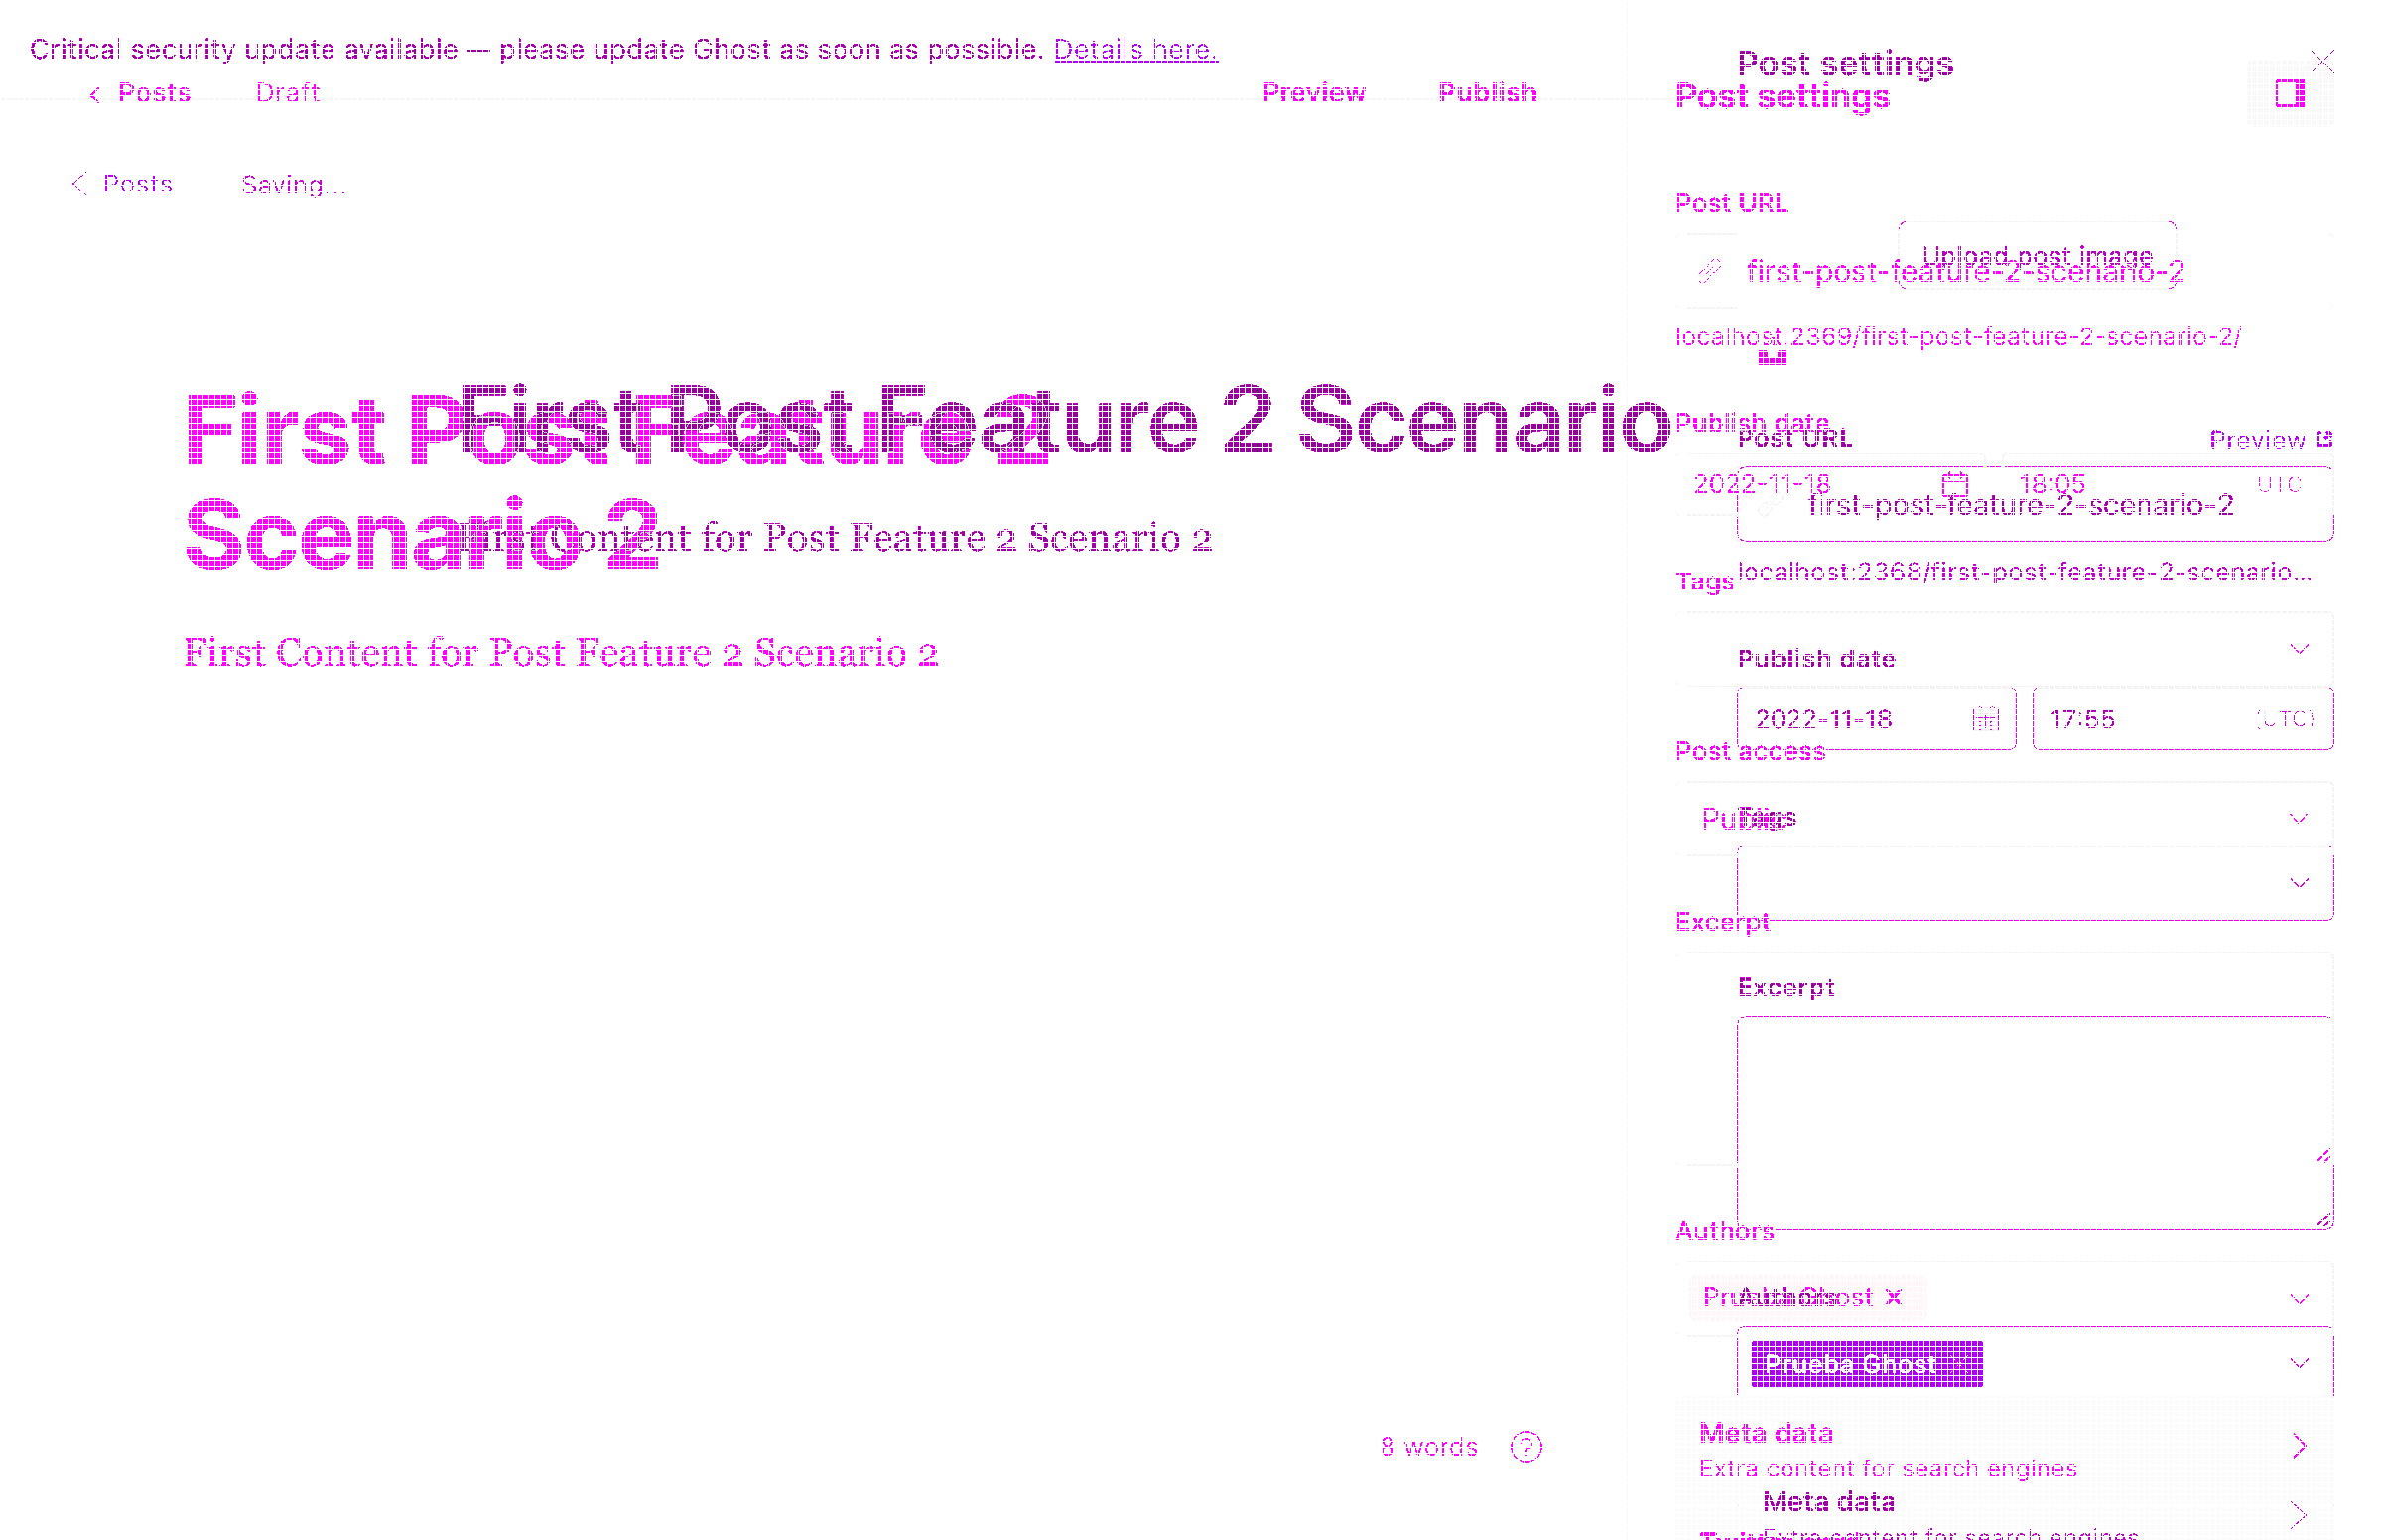 Critical security update available — please update Ghost as soon as possible. Details here.
Posts Draft Preview Publish
Posts Saving...
First Post Feature 2
Scenario 2
First Content for Post Feature 2 Scenario 2
First Post Feature 2 Scenario
First Content for Post Feature 2 Scenario 2
8 words
Post settings
Post settings
Post URL
Upload post image
first-post-feature-2-scenario-2
localhost:2369/first-post-feature-2-scenario-2/
Publish date
Post URL Preview
2022-11-18 18:05 UTC
first-post-feature-2-scenario-2
localhost:2368/first-post-feature-2-scenario...
Tags
Publish date
2022-11-18 17:55 (UTC)
Post access
Public
Tags
Excerpt
Excerpt
Authors
Prueba Ghost ×
Authors
Prueba Ghost
Meta data
Extra content for search engines
Meta data
Extra content for search engines